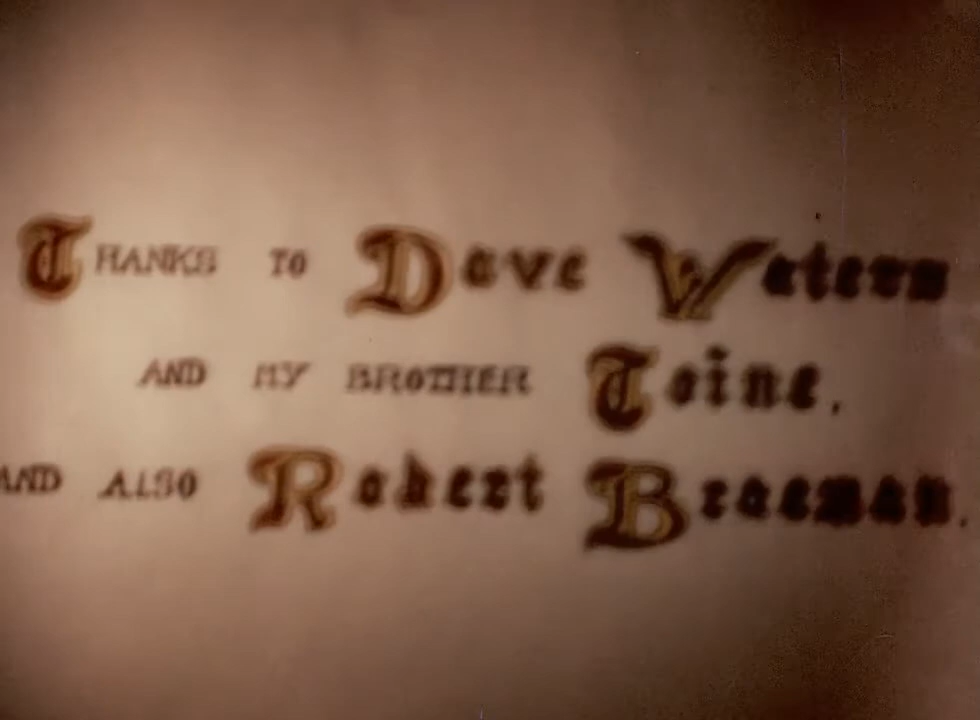 THANKS TO Dave Waters
AND MY BROTHER Toine,
AND ALSO Robert